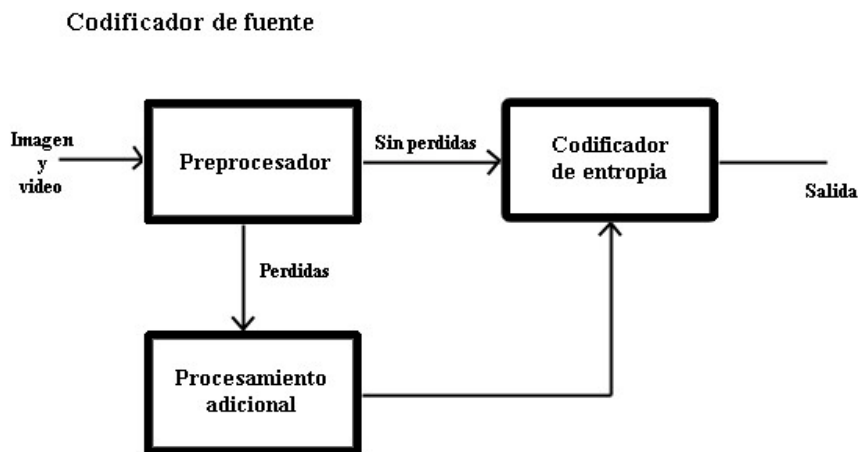 Codificador de fuente
Imagen
y
video
Preprocesador
Sin perdidas
Codificador
de entropia
Salida
Perdidas
Procesamiento
adicional